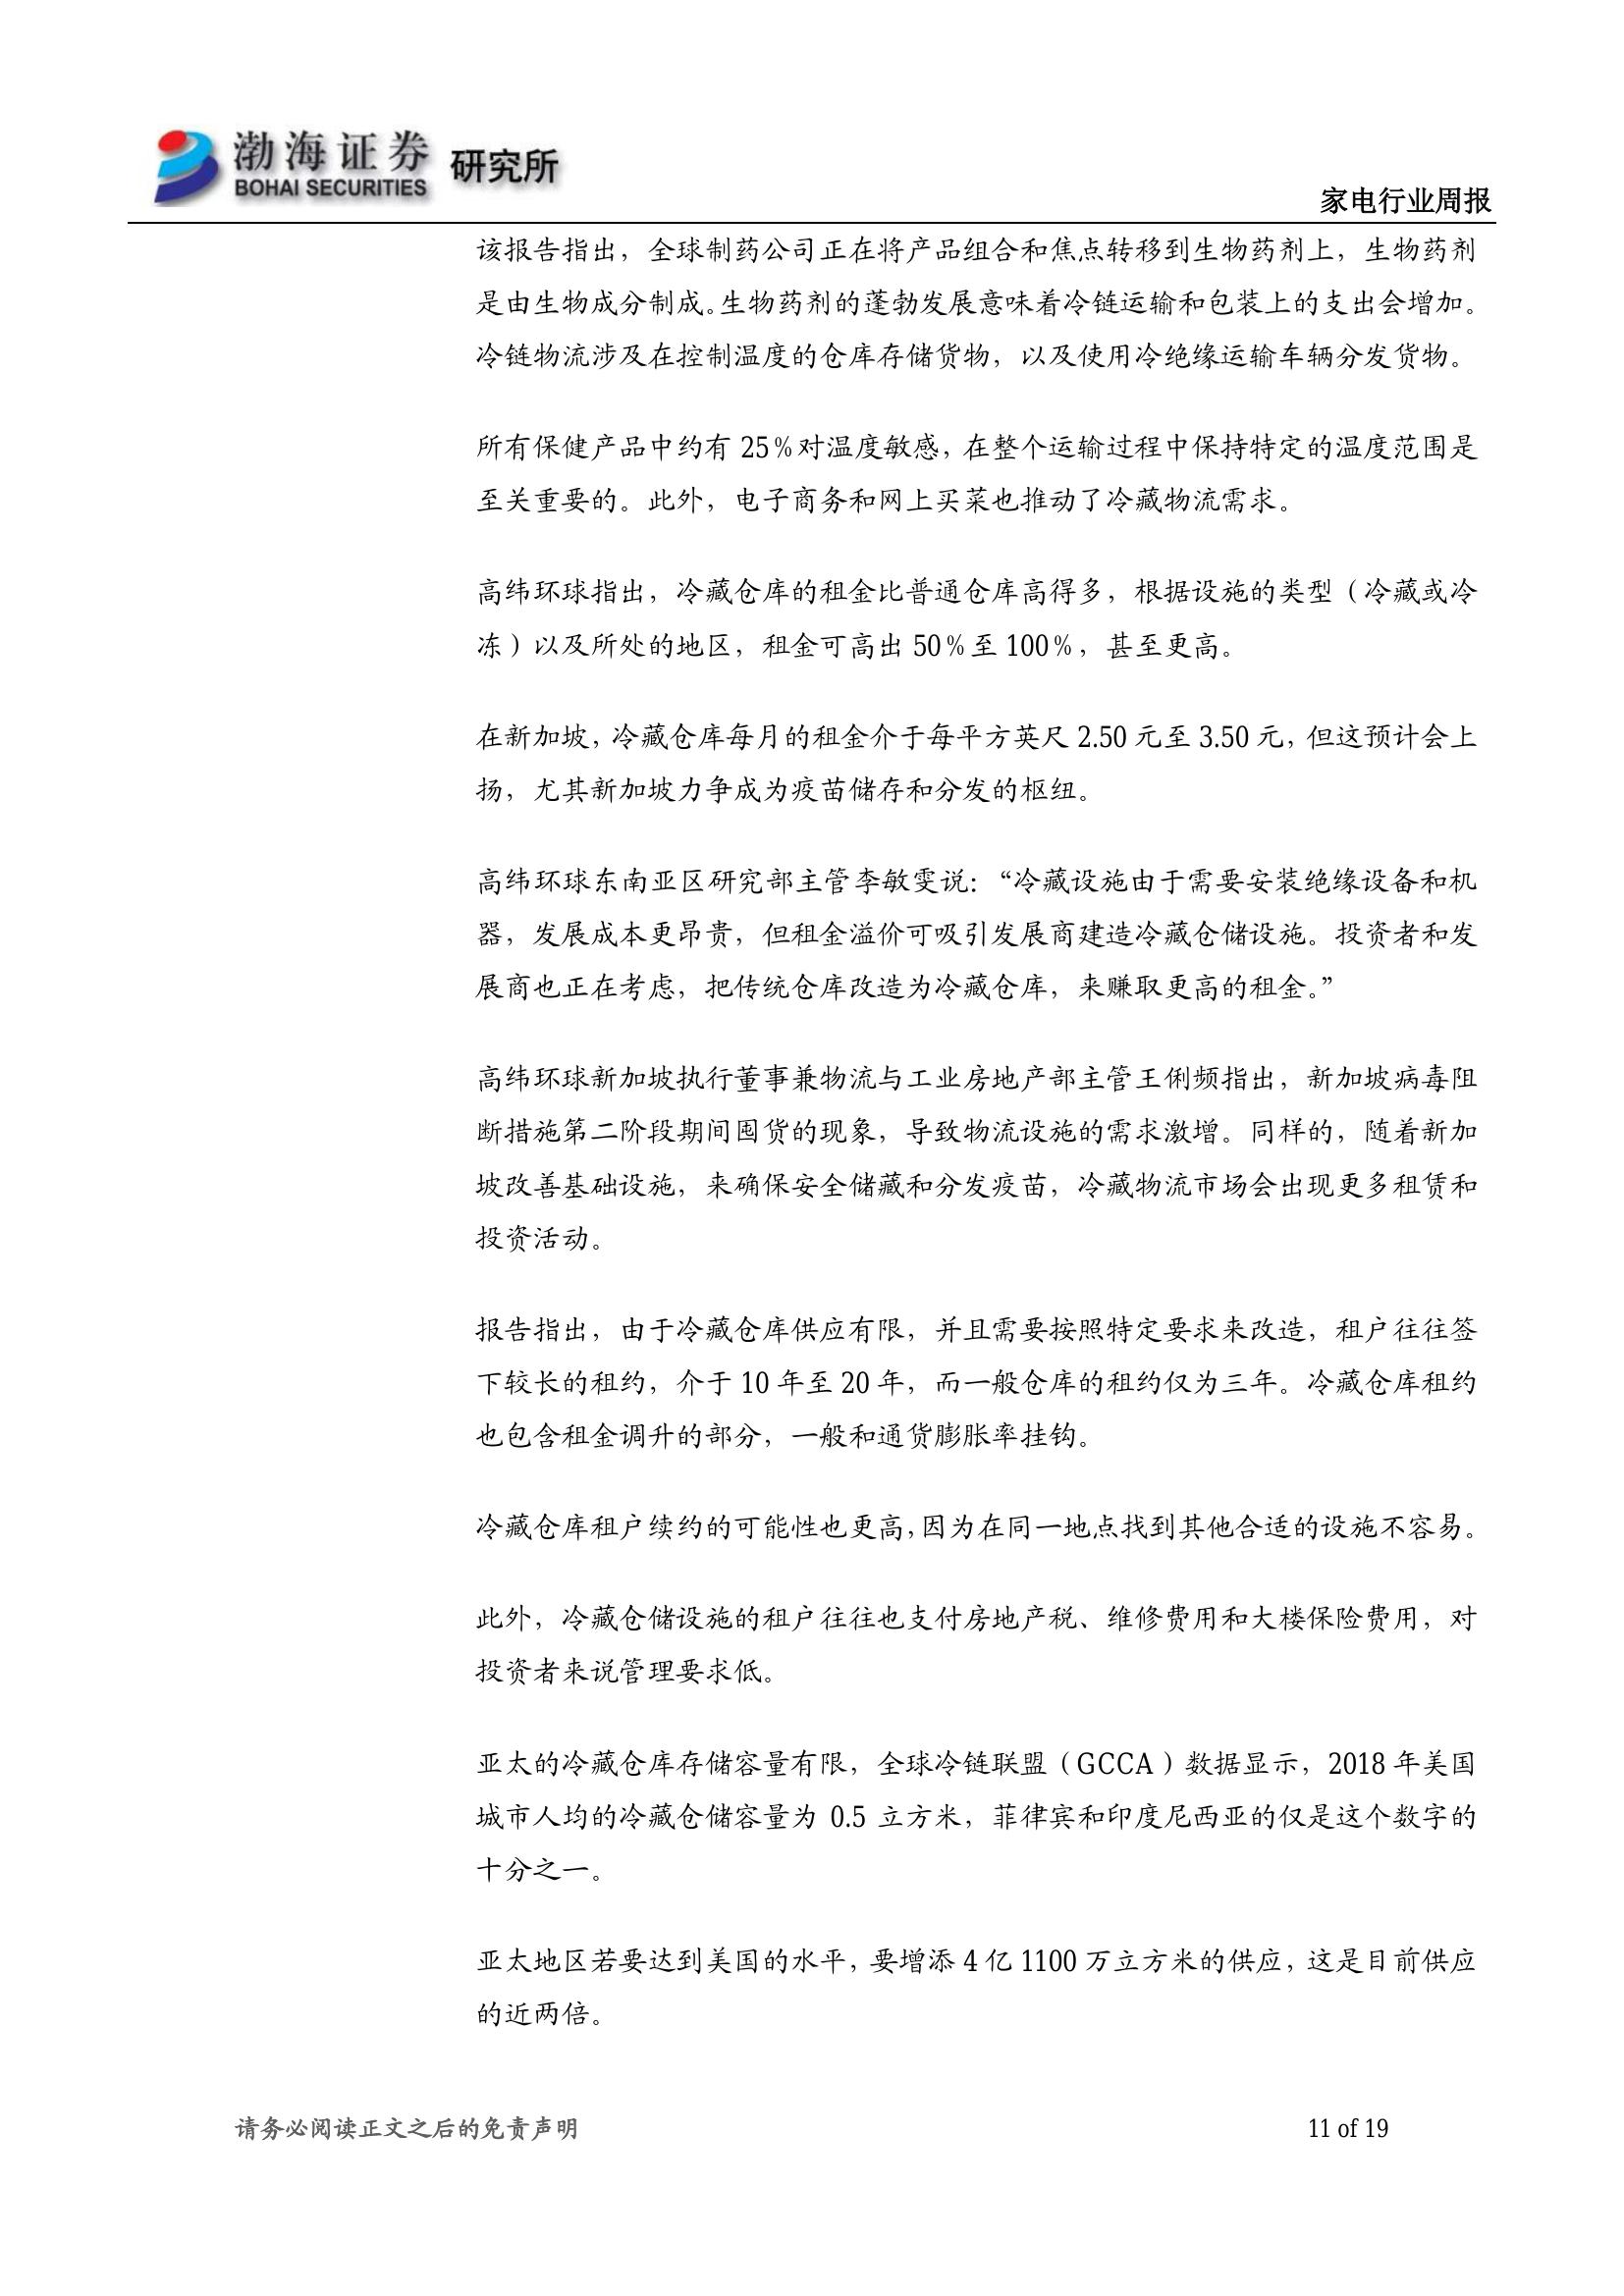 渤海证券 研究所
BOHAI SECURITIES
家电行业周报
该报告指出，全球制药公司正在将产品组合和焦点转移到生物药剂上，生物药剂
是由生物成分制成。生物药剂的蓬勃发展意味着冷链运输和包装上的支出会增加。
冷链物流涉及在控制温度的仓库存储货物，以及使用冷绝缘运输车辆分发货物。
所有保健产品中约有 25%对温度敏感，在整个运输过程中保持特定的温度范围是
至关重要的。此外，电子商务和网上买菜也推动了冷藏物流需求。
高纬环球指出，冷藏仓库的租金比普通仓库高得多，根据设施的类型（冷藏或冷
冻）以及所处的地区，租金可高出 50%至 100%，甚至更高。
在新加坡，冷藏仓库每月的租金介于每平方英尺 2.50 元至 3.50 元，但这预计会上
扬，尤其新加坡力争成为疫苗储存和分发的枢纽。
高纬环球东南亚区研究部主管李敏雯说：“冷藏设施由于需要安装绝缘设备和机
器，发展成本更昂贵，但租金溢价可吸引发展商建造冷藏仓储设施。投资者和发
展商也正在考虑，把传统仓库改造为冷藏仓库，来赚取更高的租金。”
高纬环球新加坡执行董事兼物流与工业房地产部主管王俐频指出，新加坡病毒阻
断措施第二阶段期间囤货的现象，导致物流设施的需求激增。同样的，随着新加
坡改善基础设施，来确保安全储藏和分发疫苗，冷藏物流市场会出现更多租赁和
投资活动。
报告指出，由于冷藏仓库供应有限，并且需要按照特定要求来改造，租户往往签
下较长的租约，介于 10 年至 20 年，而一般仓库的租约仅为三年。冷藏仓库租约
也包含租金调升的部分，一般和通货膨胀率挂钩。
冷藏仓库租户续约的可能性也更高，因为在同一地点找到其他合适的设施不容易。
此外，冷藏仓储设施的租户往往也支付房地产税、维修费用和大楼保险费用，对
投资者来说管理要求低。
亚太的冷藏仓库存储容量有限，全球冷链联盟（GCCA）数据显示，2018 年美国
城市人均的冷藏仓储容量为 0.5 立方米，菲律宾和印度尼西亚的仅是这个数字的
十分之一。
亚太地区若要达到美国的水平，要增添 4 亿 1100 万立方米的供应，这是目前供应
的近两倍。
请务必阅读正文之后的免责声明
11 of 19